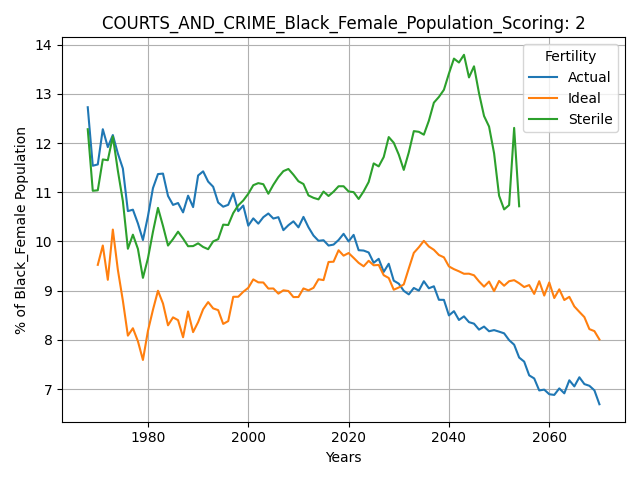 COURTS_AND_CRIME_Black_Female_Population_Scoring: 2
Fertility
Actual
Ideal
Sterile
% of Black_Female Population
14
13
12
11
10
9
8
7
1980
2000
2020
2040
2060
Years